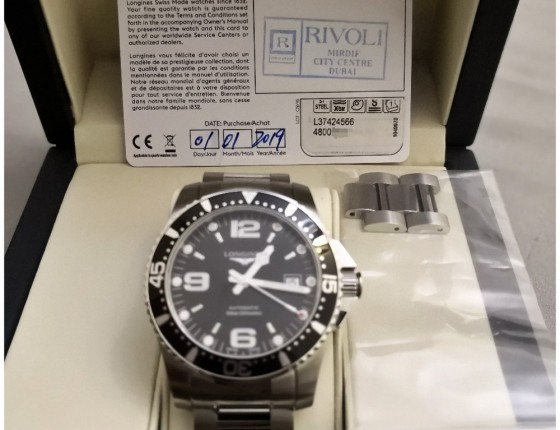 Longines Swiss Made watches since 1832.
Your fine watch quality is guaranteed
according to the Terms and Conditions set
forth in the accompanying Owner's Manual
by presenting the watch and this card to
any of our worldwide Service Centers or
authorized dealers.
Longines vous félicite d'avoir choisi un
modèle de sa prestigieuse collection, dont
la qualité est garantie par les conditions
mentionnées dans le manuel d'utilisation.
Notre réseau mondial d'agents généraux
et de dépositaires est à votre disposition
pour tout service d'entretien. Bienvenue
dans notre famille mondiale, sans cesse
grandissante depuis 1832.
R RIVOLI
MIRDIF
CITY CENTRE
DUBAI
DATE: Purchase/Achat
01 01 2019
Day/Jour Month/Mois Year/Année
CE
STEEL
L37424566
4800
12
LONGINES
45
9
15
AUTOMATIC
6